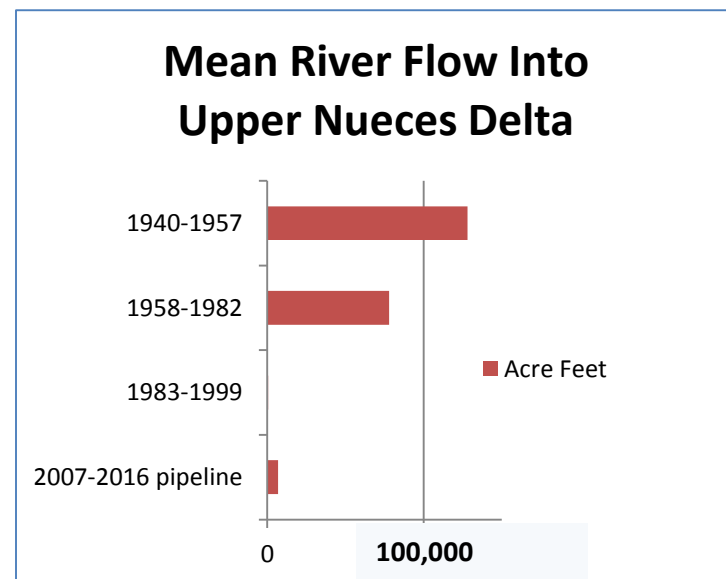 Mean River Flow Into
Upper Nueces Delta
1940-1957
1958-1982
Acre Feet
1983-1999
2007-2016 pipeline
0
100,000